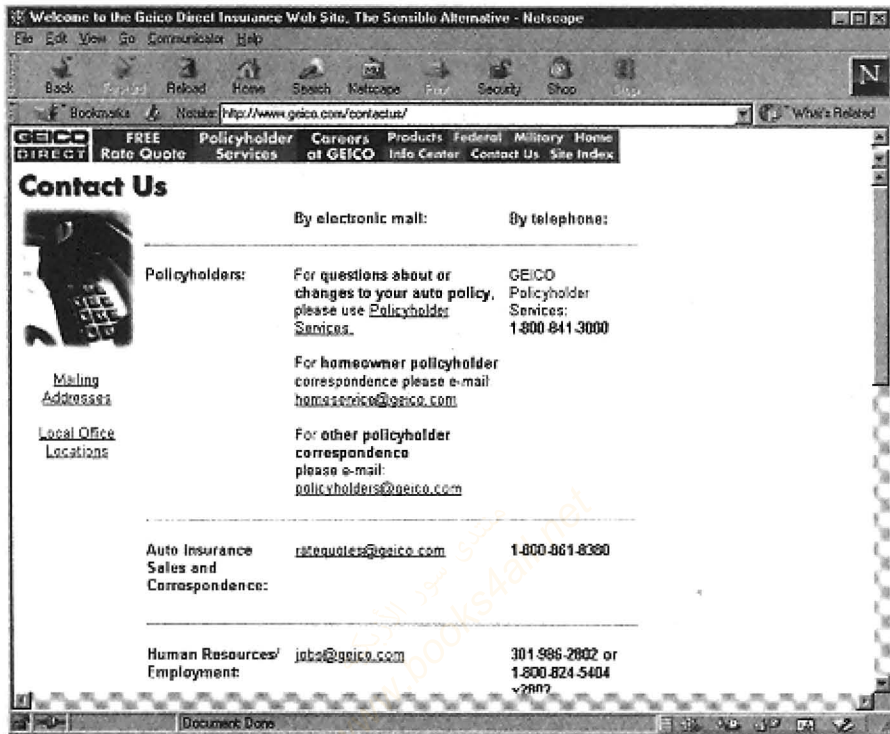 Welcome to the Geico Direct Insurance Web Site, The Sensible Alternative - Netscape
File Edit View Go Communicator Help
Back Reload Home Search Netscape Security Shop
Bookmarks http://www.geico.com/contactus/ What's Related
GEICO DIRECT
FREE Rate Quote
Policyholder Services
Careers at GEICO
Products Federal Military Home
Info Center Contact Us Site Index
Contact Us
By electronic mail: By telephone:
Policyholders:
For questions about or
changes to your auto policy,
please use Policyholder
Services.
GEICO
Policyholder
Services:
1-800-841-3000
For homeowner policyholder
correspondence please e-mail
homeservice@geico.com
Mailing
Addresses
Local Office
Locations
For other policyholder
correspondence
please e-mail:
policyholders@geico.com
Auto Insurance
Sales and
Correspondence:
ratequotes@geico.com
1-800-861-8380
Human Resources/
Employment:
jobs@geico.com
301-986-2802 or
1-800-824-5404
x2802
Document: Done
www.books4all.net